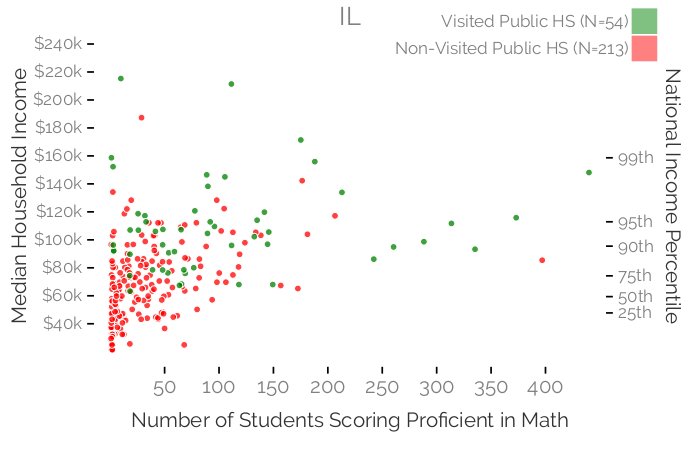 IL
Visited Public HS (N=54)
Non-Visited Public HS (N=213)
Median Household Income
$240k
$220k
$200k
$180k
$160k
$140k
$120k
$100k
$80k
$60k
$40k
99th
95th
90th
75th
50th
25th
National Income Percentile
50
100
150
200
250
300
350
400
Number of Students Scoring Proficient in Math